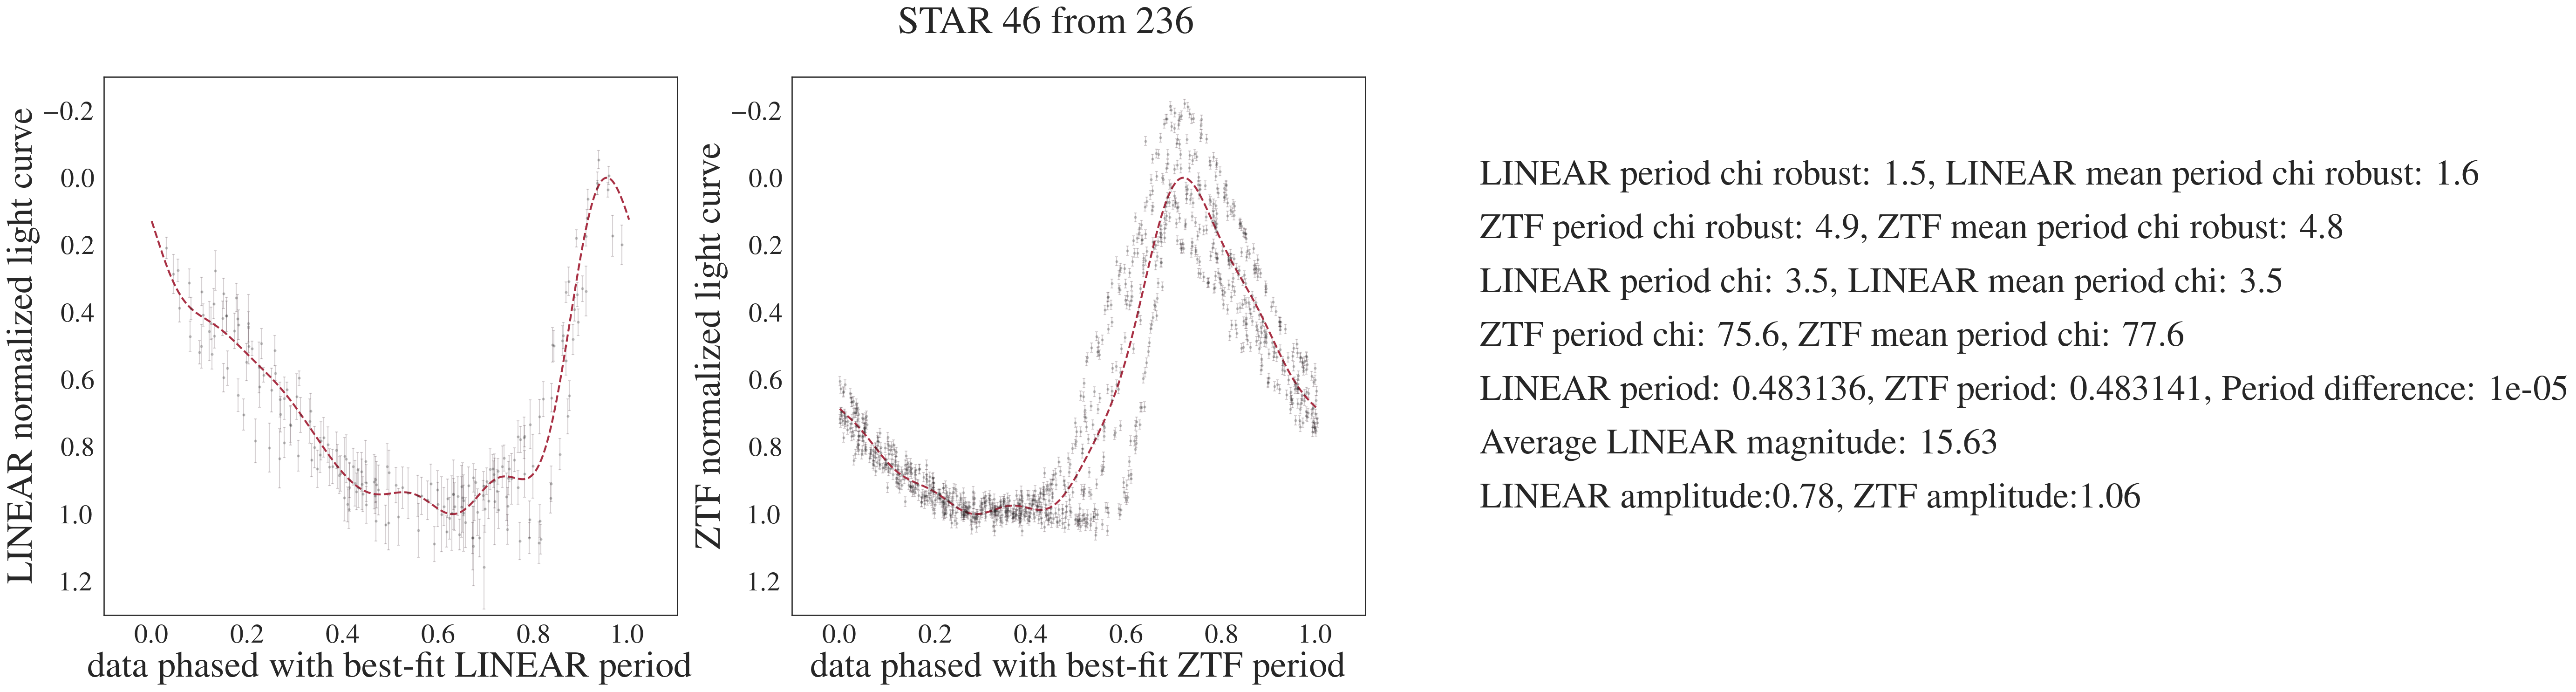 STAR 46 from 236
LINEAR normalized light curve
−0.2
0.0
0.2
0.4
0.6
0.8
1.0
1.2
0.0 0.2 0.4 0.6 0.8 1.0
data phased with best-fit LINEAR period
ZTF normalized light curve
−0.2
0.0
0.2
0.4
0.6
0.8
1.0
1.2
0.0 0.2 0.4 0.6 0.8 1.0
data phased with best-fit ZTF period
LINEAR period chi robust: 1.5, LINEAR mean period chi robust: 1.6
ZTF period chi robust: 4.9, ZTF mean period chi robust: 4.8
LINEAR period chi: 3.5, LINEAR mean period chi: 3.5
ZTF period chi: 75.6, ZTF mean period chi: 77.6
LINEAR period: 0.483136, ZTF period: 0.483141, Period difference: 1e-05
Average LINEAR magnitude: 15.63
LINEAR amplitude:0.78, ZTF amplitude:1.06